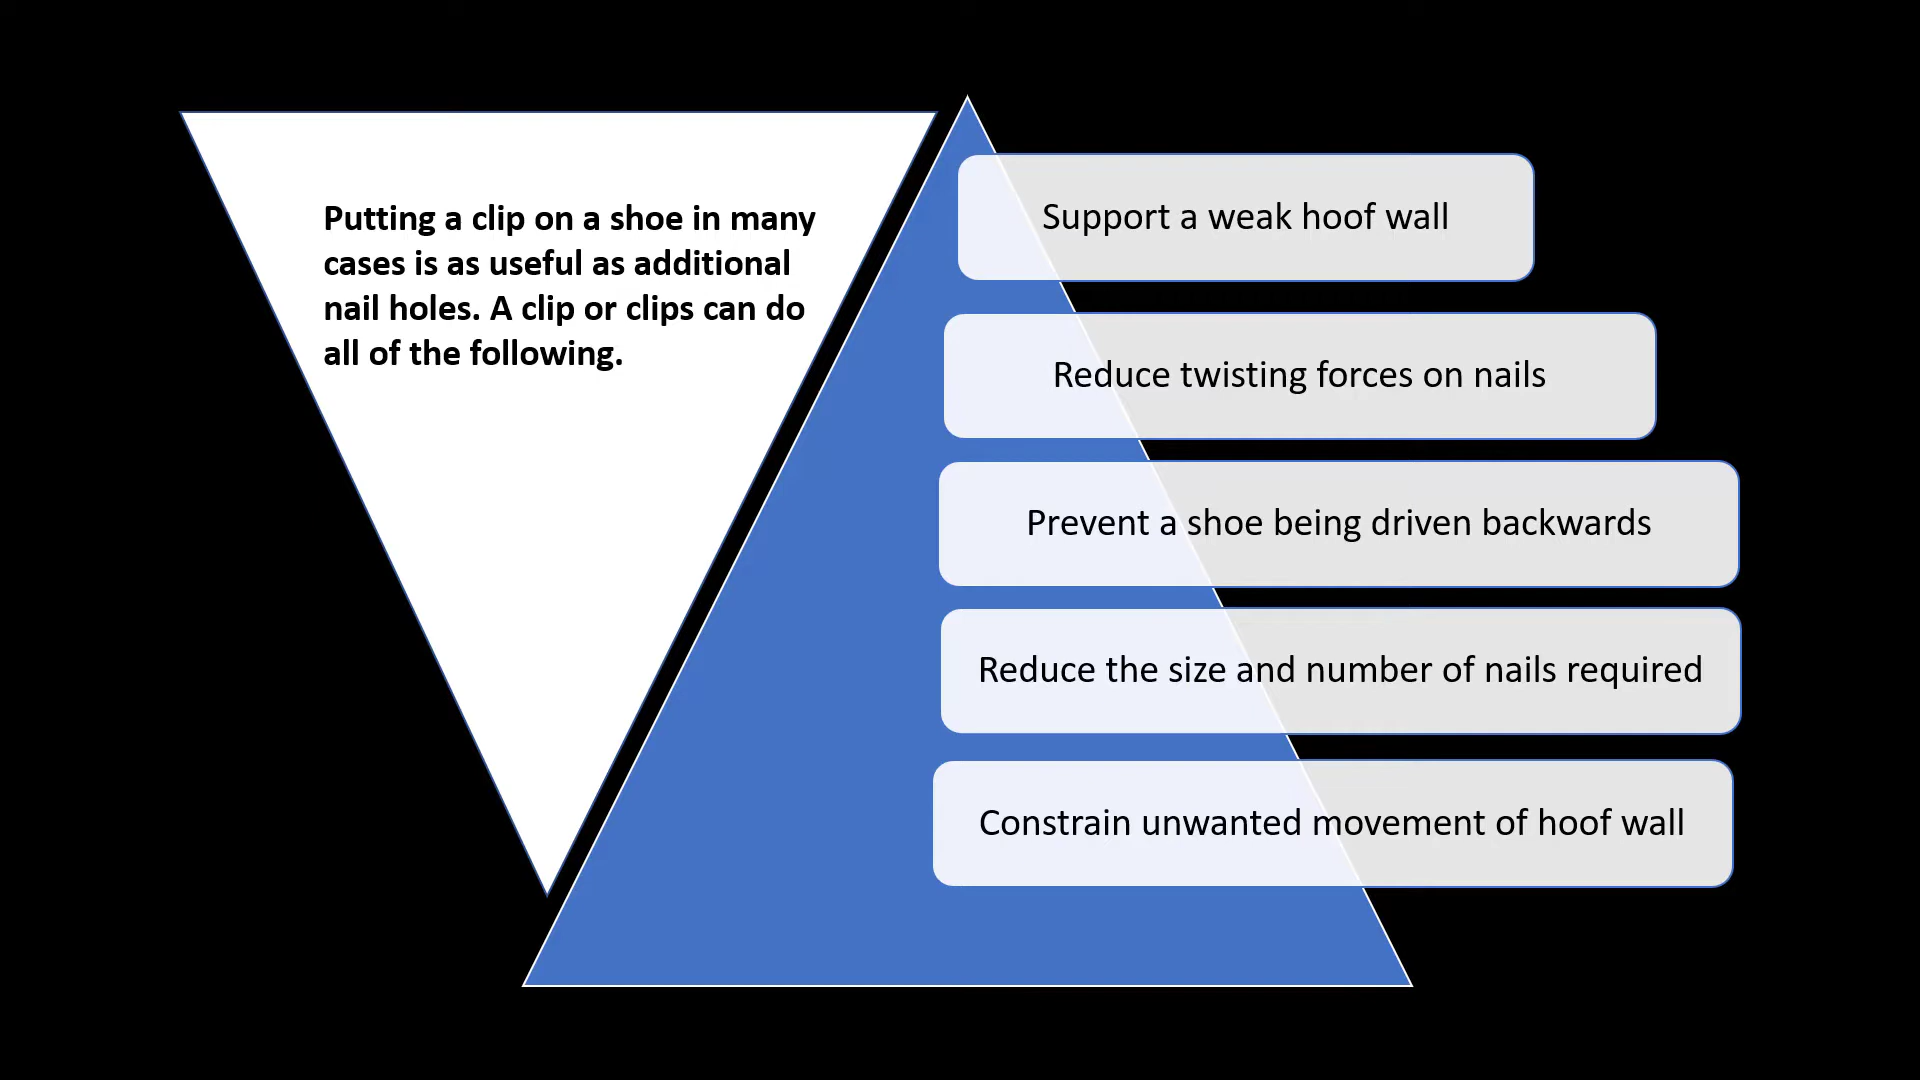 Putting a clip on a shoe in many
cases is as useful as additional
nail holes. A clip or clips can do
all of the following.
Support a weak hoof wall
Reduce twisting forces on nails
Prevent a shoe being driven backwards
Reduce the size and number of nails required
Constrain unwanted movement of hoof wall